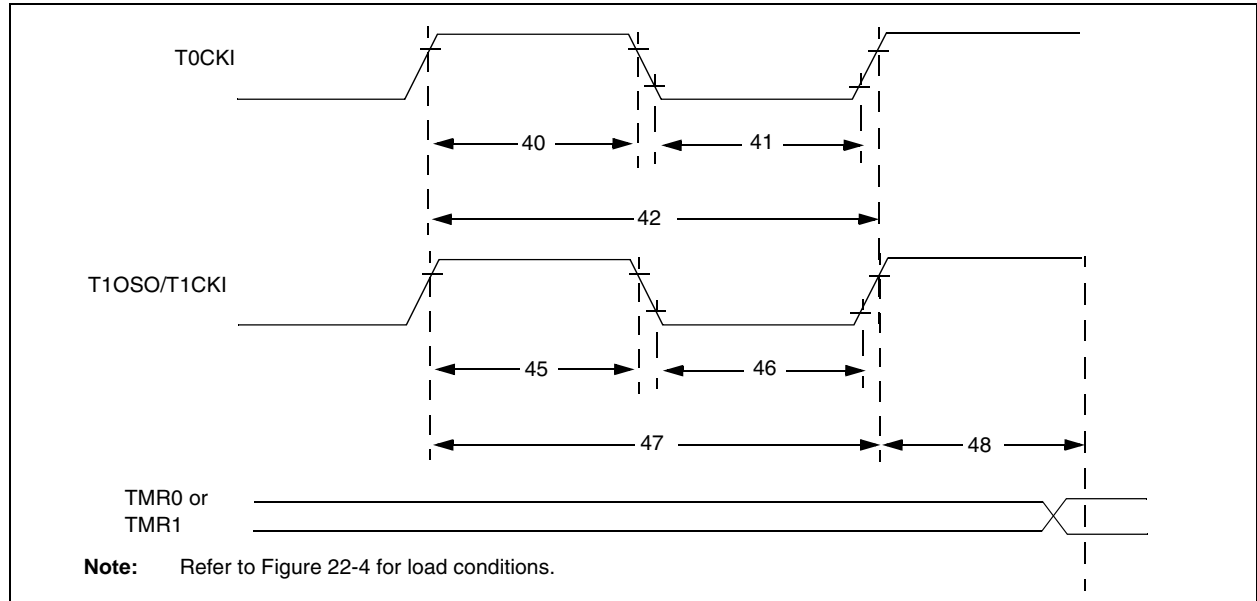 T0CKI
40
41
42
T1OSO/T1CKI
45
46
47
48
TMR0 or
TMR1
Note: Refer to Figure 22-4 for load conditions.